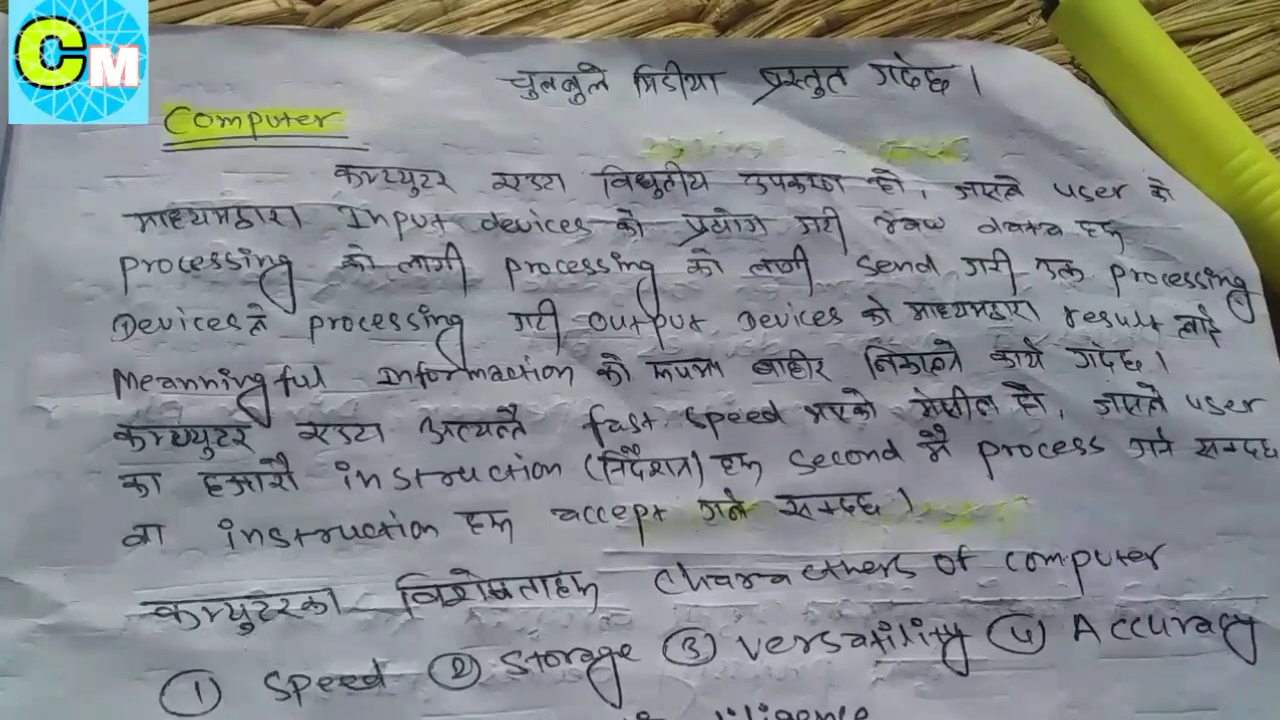 CM
चुलबुले मिडीया प्रस्तुत गर्दछ ।
Computer
कम्प्युटर एउटा विधुतीय उपकरण हो, जसले user को
माध्यमद्वारा Input devices को प्रयोग गरी raw data हरु
processing को लागी processing को लागी send गरी उक्त processing
Devicesले processing गरी output Devices को माध्यमद्वारा result लाई
Meanningful Information को रूपमा बाहीर निकाल्ने कार्य गर्दछ ।
कम्प्युटर एउटा अत्यन्तै fast speed भएको मेसीन हो, जसले user
का हजारौ instruction (निर्देशन) हरु second मै process गर्न सक्दछ
वा instruction हरु accept गर्न सक्दछ ।
कम्प्युटरका विशेषताहरु characthers of computer
① Speed ② Storage ③ Versatility ④ Accuracy